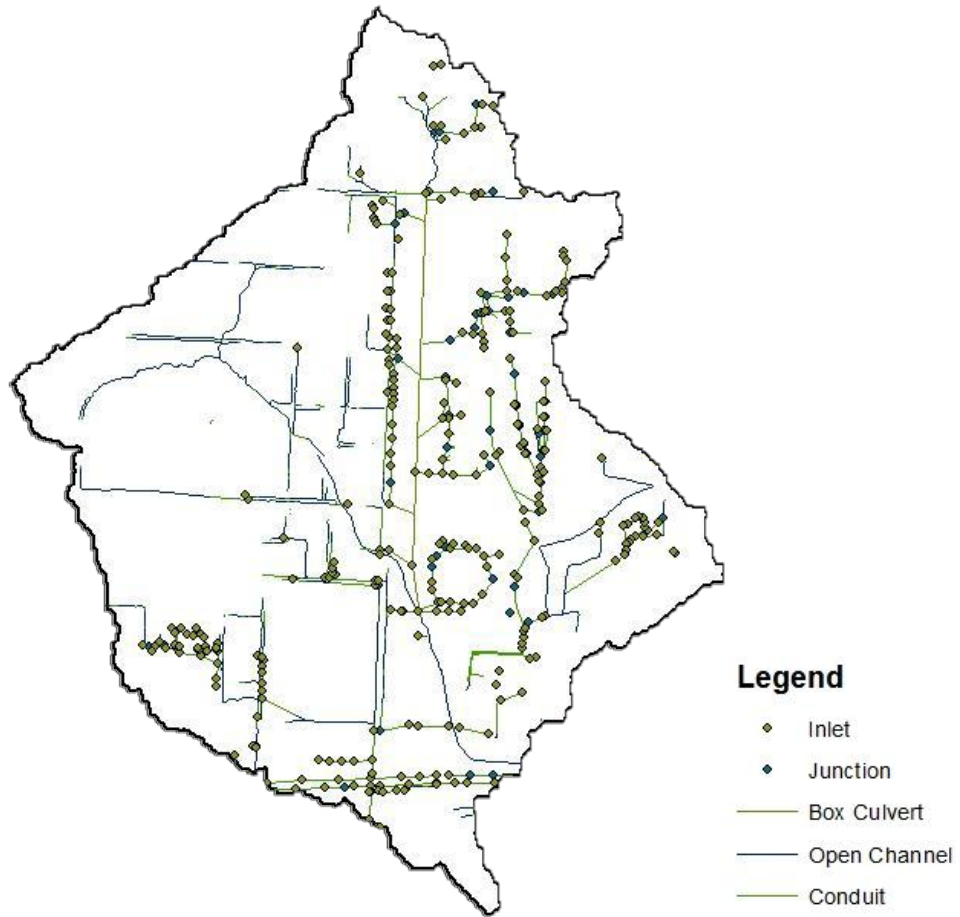 Legend
Inlet
Junction
Box Culvert
Open Channel
Conduit